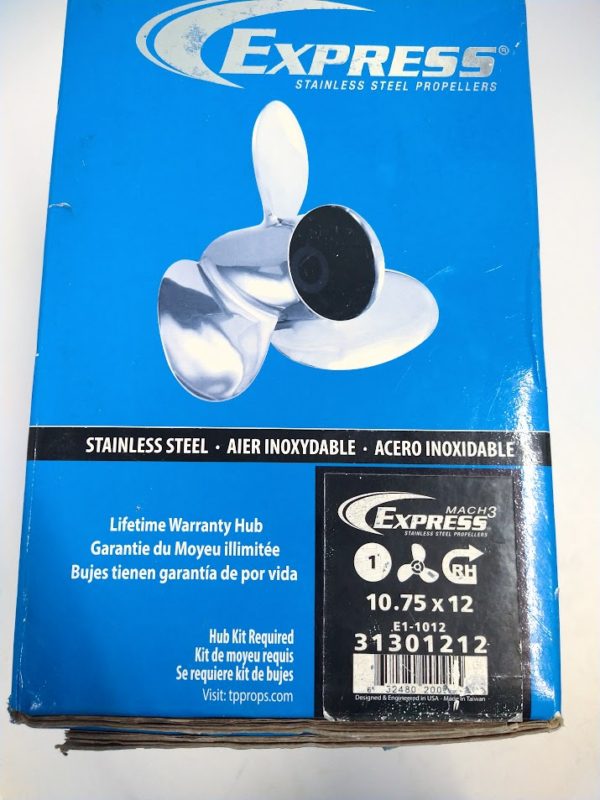 EXPRESS®
STAINLESS STEEL PROPELLERS
STAINLESS STEEL · AIER INOXYDABLE · ACERO INOXIDABLE
Lifetime Warranty Hub
Garantie du Moyeu illimitée
Bujes tienen garantía de por vida
Hub Kit Required
Kit de moyeu requis
Se requiere kit de bujes
Visit: tpprops.com
MACH3
EXPRESS
STAINLESS STEEL PROPELLERS
1 RH
10.75 x 12
E1-1012
31301212
32480
Designed & Engineered in USA · Made in Taiwan